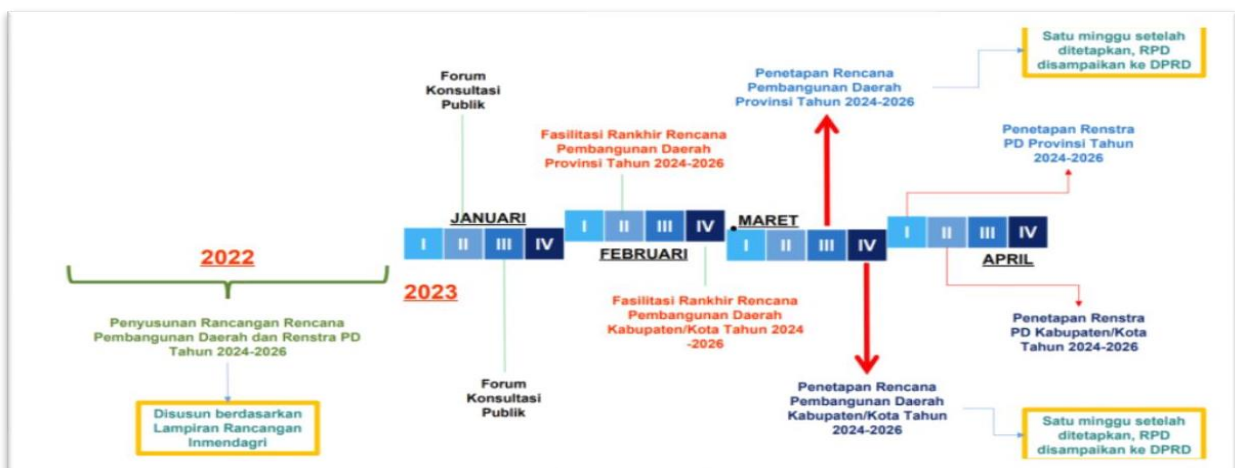 Satu minggu setelah
ditetapkan, RPD
disampaikan ke DPRD
Forum
Konsultasi
Publik
Penetapan Rencana
Pembangunan Daerah
Provinsi Tahun 2024-2026
Fasilitasi Rankhir Rencana
Pembangunan Daerah
Provinsi Tahun 2024-2026
Penetapan Renstra
PD Provinsi Tahun
2024-2026
JANUARI
I II III IV
I II III IV
FEBRUARI
MARET
I II III IV
I II III IV
APRIL
2022
2023
Penyusunan Rancangan Rencana
Pembangunan Daerah dan Renstra PD
Tahun 2024-2026
Disusun berdasarkan
Lampiran Rancangan
Inmendagri
Forum
Konsultasi
Publik
Fasilitasi Rankhir Rencana
Pembangunan Daerah
Kabupaten/Kota Tahun 2024
-2026
Penetapan Rencana
Pembangunan Daerah
Kabupaten/Kota Tahun
2024-2026
Penetapan Renstra
PD Kabupaten/Kota
Tahun 2024-2026
Satu minggu setelah
ditetapkan, RPD
disampaikan ke DPRD